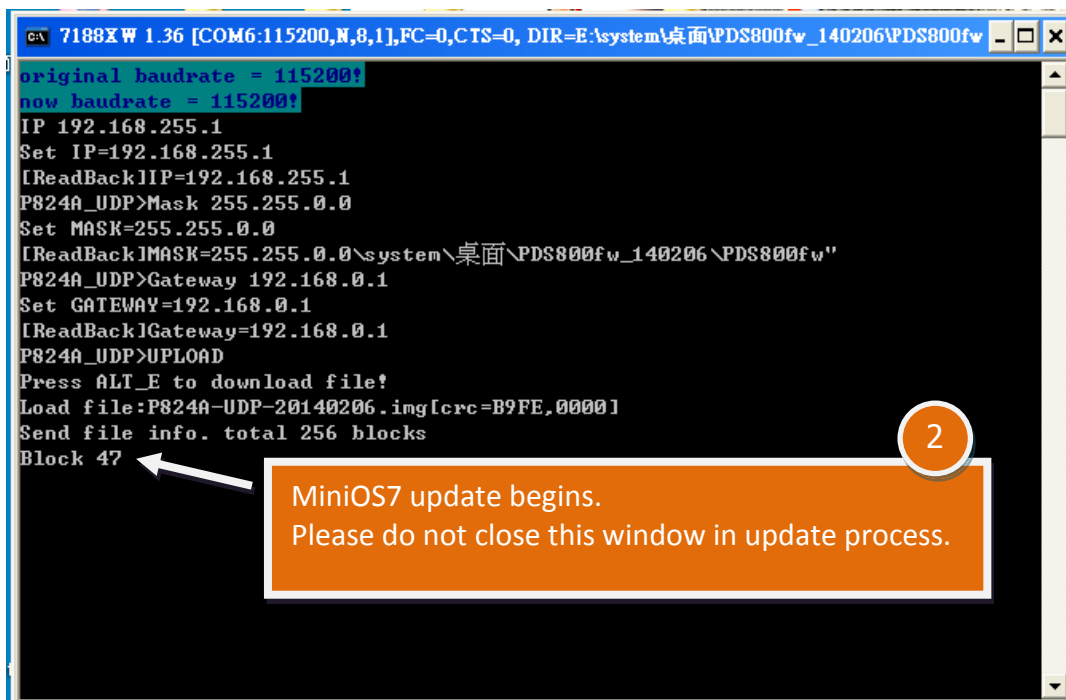 7188XW 1.36 [COM6:115200,N,8,1],FC=0,CTS=0, DIR=E:\system\桌面\PDS800fw_140206\PDS800fw
original baudrate = 115200!
now baudrate = 115200!
IP 192.168.255.1
Set IP=192.168.255.1
[ReadBack]IP=192.168.255.1
P824A_UDP>Mask 255.255.0.0
Set MASK=255.255.0.0
[ReadBack]MASK=255.255.0.0\system\桌面\PDS800fw_140206\PDS800fw"
P824A_UDP>Gateway 192.168.0.1
Set GATEWAY=192.168.0.1
[ReadBack]Gateway=192.168.0.1
P824A_UDP>UPLOAD
Press ALT_E to download file!
Load file:P824A-UDP-20140206.img[crc=B9FE,0000]
Send file info. total 256 blocks
Block 47
2
MiniOS7 update begins.
Please do not close this window in update process.